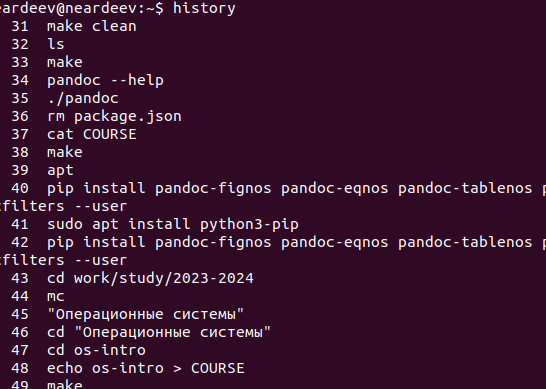 eardeev@neardeev:~$ history
31 make clean
32 ls
33 make
34 pandoc --help
35 ./pandoc
36 rm package.json
37 cat COURSE
38 make
39 apt
40 pip install pandoc-fignos pandoc-eqnos pandoc-tablenos p
filters --user
41 sudo apt install python3-pip
42 pip install pandoc-fignos pandoc-eqnos pandoc-tablenos p
filters --user
43 cd work/study/2023-2024
44 mc
45 "Операционные системы"
46 cd "Операционные системы"
47 cd os-intro
48 echo os-intro > COURSE
49 make